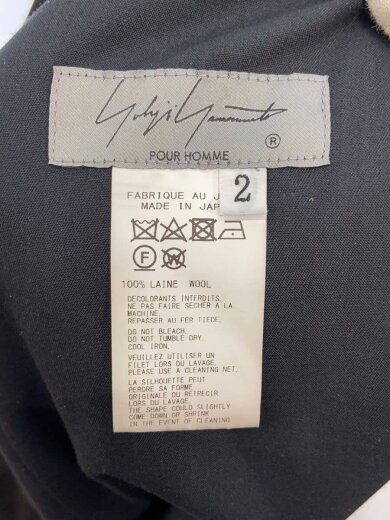 Yohji Yamamoto
®
POUR HOMME
2
FABRIQUE AU J
MADE IN JAP
F W
100% LAINE WOOL
DECOLORANTS INTERDITS.
NE PAS FAIRE SECHER A LA
MACHINE.
REPASSER AU FER TIEDE.
DO NOT BLEACH.
DO NOT TUMBLE DRY.
COOL IRON.
VEUILLEZ UTILISER UN
FILET LORS DU LAVAGE.
PLEASE USE A CLEANING NET.
LA SILHOUETTE PEUT
PERDRE SA FORME
ORIGINALE OU RETRECIR
LORS DU LAVAGE.
THE SHAPE COULD SLIGHTLY
COME DOWN OR SHRINK
IN THE EVENT OF CLEANING